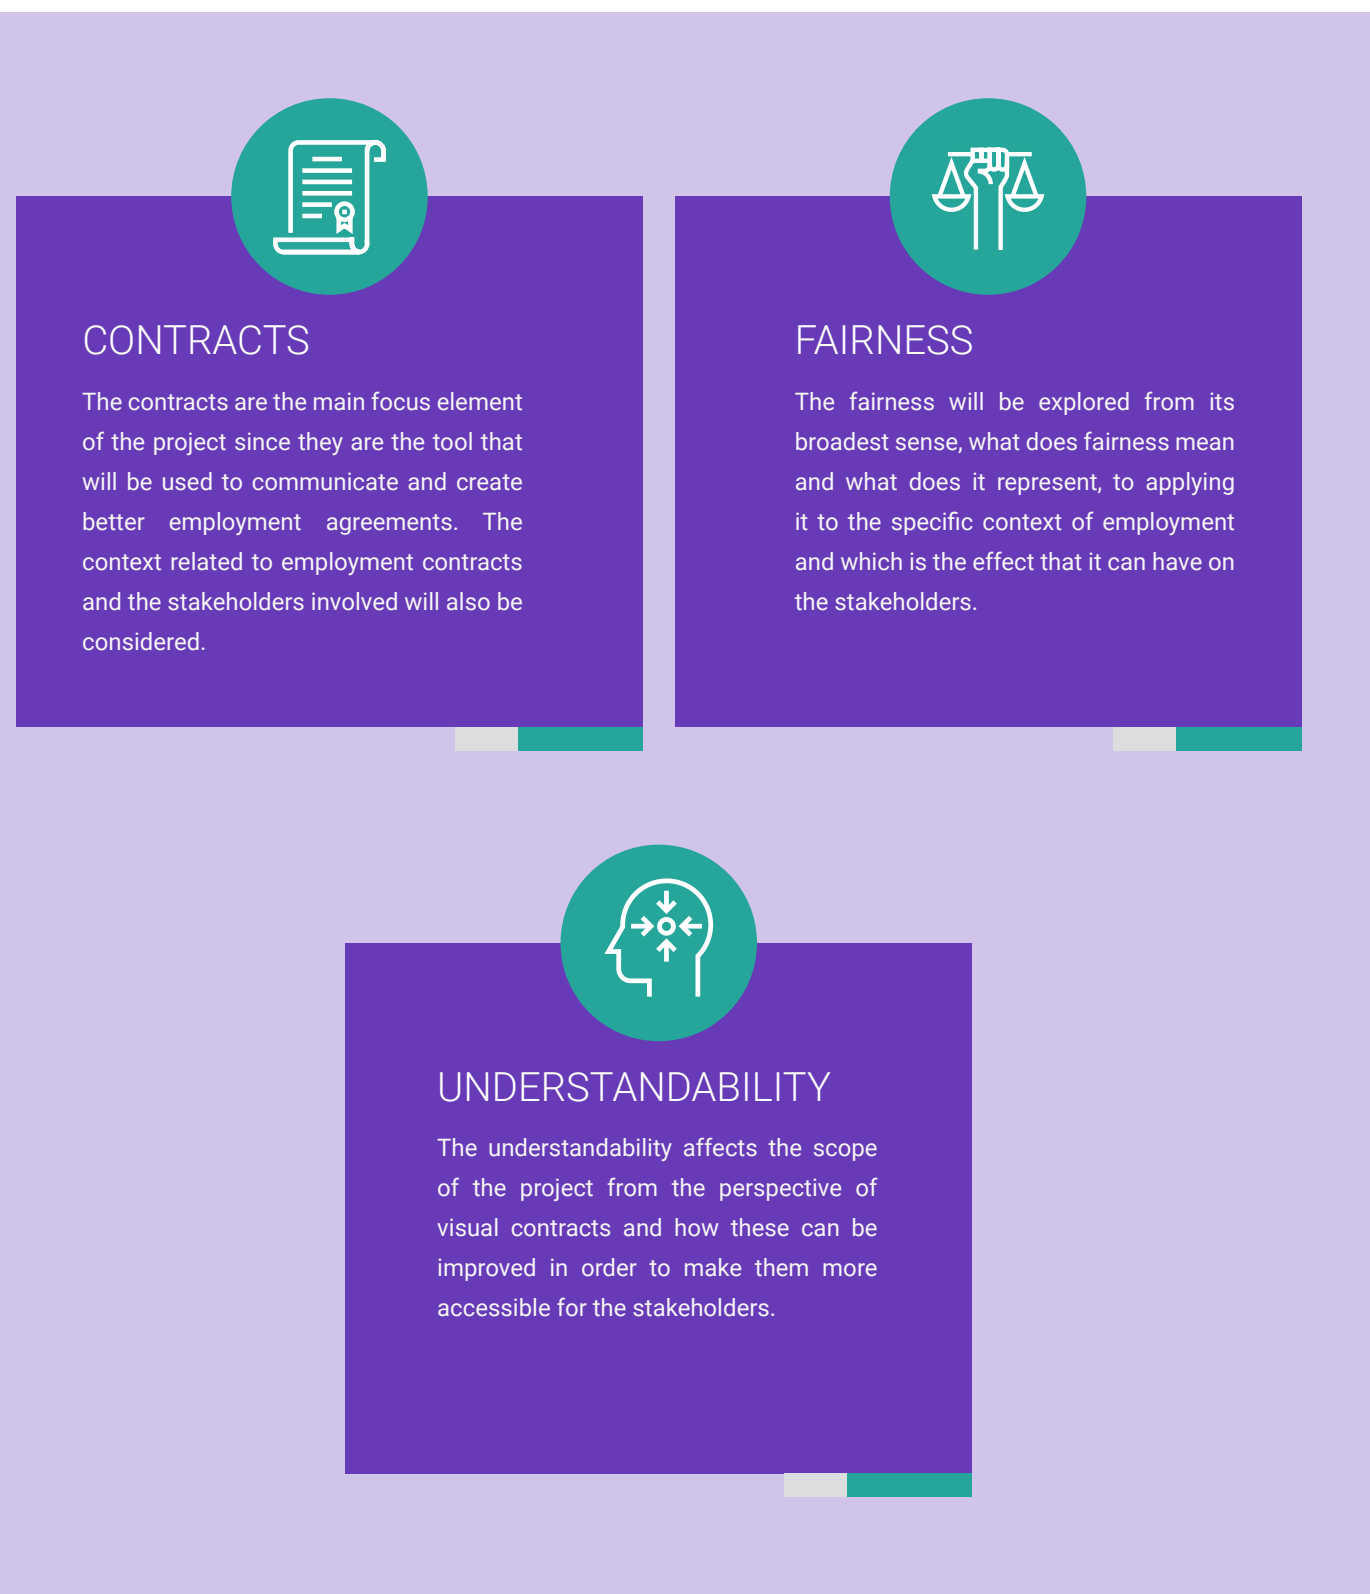 CONTRACTS
The contracts are the main focus element
of the project since they are the tool that
will be used to communicate and create
better employment agreements. The
context related to employment contracts
and the stakeholders involved will also be
considered.
FAIRNESS
The fairness will be explored from its
broadest sense, what does fairness mean
and what does it represent, to applying
it to the specific context of employment
and which is the effect that it can have on
the stakeholders.
UNDERSTANDABILITY
The understandability affects the scope
of the project from the perspective of
visual contracts and how these can be
improved in order to make them more
accessible for the stakeholders.